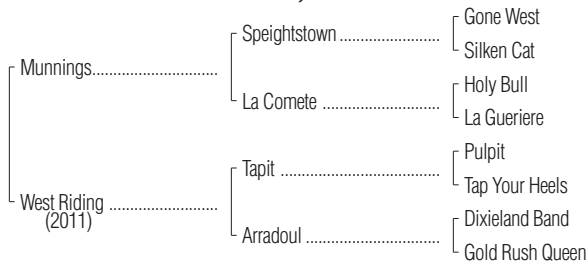 Gone West
Speightstown
Silken Cat
Munnings
Holy Bull
La Comete
La Gueriere
Pulpit
Tapit
Tap Your Heels
West Riding
(2011)
Dixieland Band
Arradoul
Gold Rush Queen